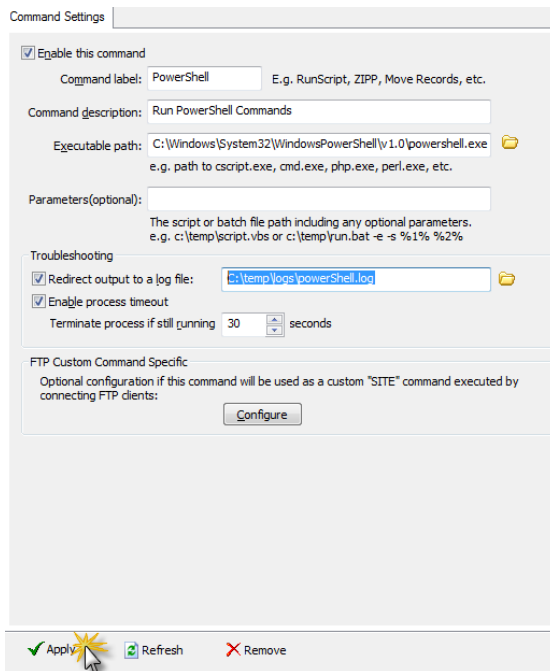 Command Settings
Enable this command
Command label: PowerShell E.g. RunScript, ZIPP, Move Records, etc.
Command description: Run PowerShell Commands
Executable path: C:\Windows\System32\WindowsPowerShell\v1.0\powershell.exe
e.g. path to cscript.exe, cmd.exe, php.exe, perl.exe, etc.
Parameters(optional):
The script or batch file path including any optional parameters.
e.g. c:\temp\script.vbs or c:\temp\run.bat -e -s %1% %2%
Troubleshooting
Redirect output to a log file: C:\temp\logs\powerShell.log
Enable process timeout
Terminate process if still running 30 seconds
FTP Custom Command Specific
Optional configuration if this command will be used as a custom "SITE" command executed by
connecting FTP clients:
Configure
Apply Refresh Remove